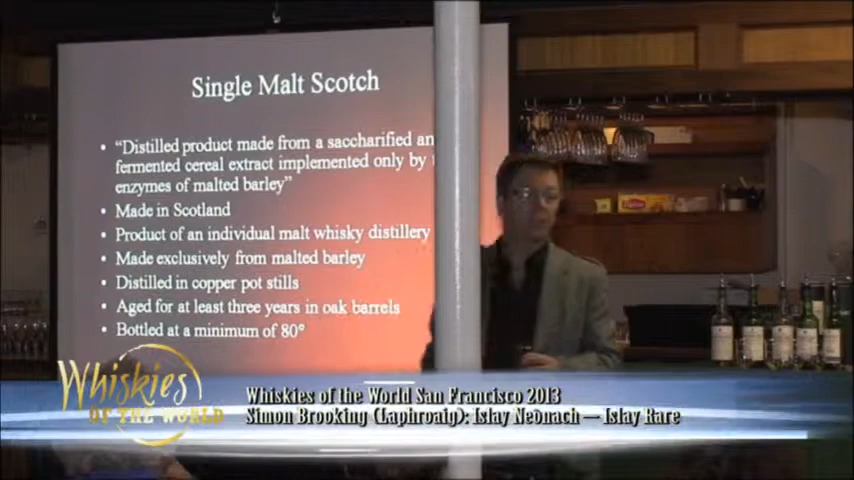 Single Malt Scotch
• “Distilled product made from a saccharified an
fermented cereal extract implemented only by
enzymes of malted barley”
• Made in Scotland
• Product of an individual malt whisky distillery
• Made exclusively from malted barley
• Distilled in copper pot stills
• Aged for at least three years in oak barrels
• Bottled at a minimum of 80°
WHISKIES
OF THE WORLD
Whiskies of the World San Francisco 2013
Simon Brooking (Laphroaig): Islay Neònach — Islay Rare